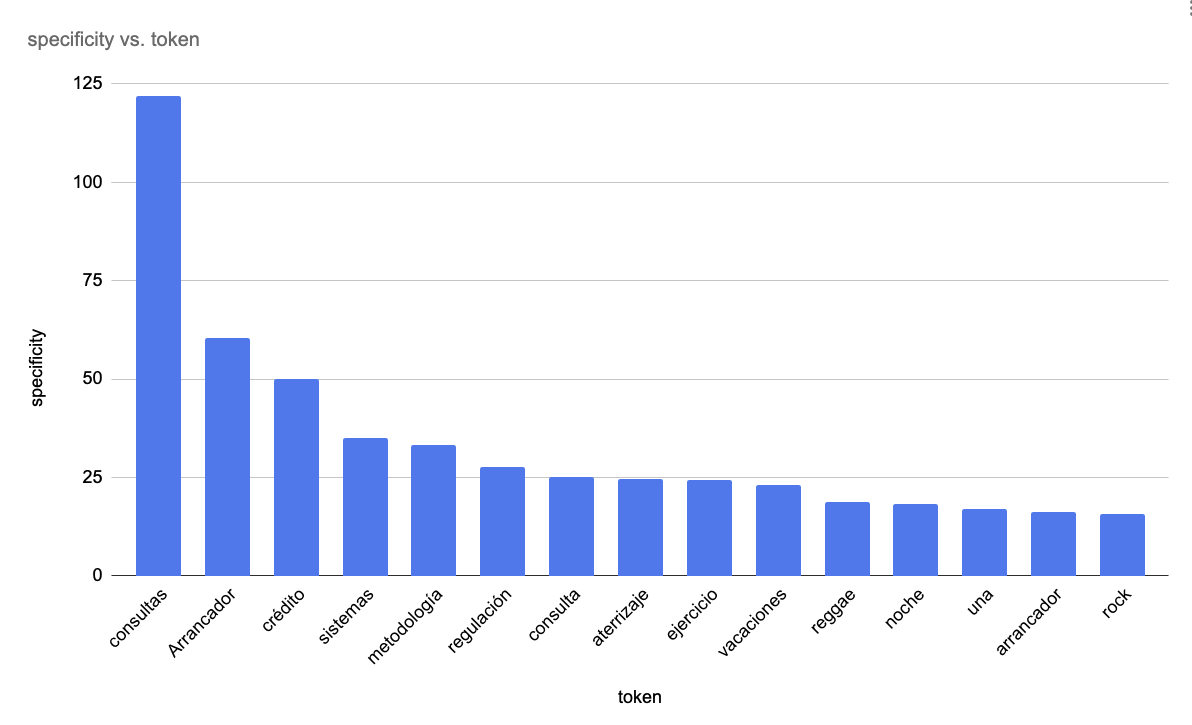 specificity vs. token
specificity
125
100
75
50
25
0
consultas
Arrancador
crédito
sistemas
metodología
regulación
consulta
aterrizaje
ejercicio
vacaciones
reggae
noche
una
arrancador
rock
token